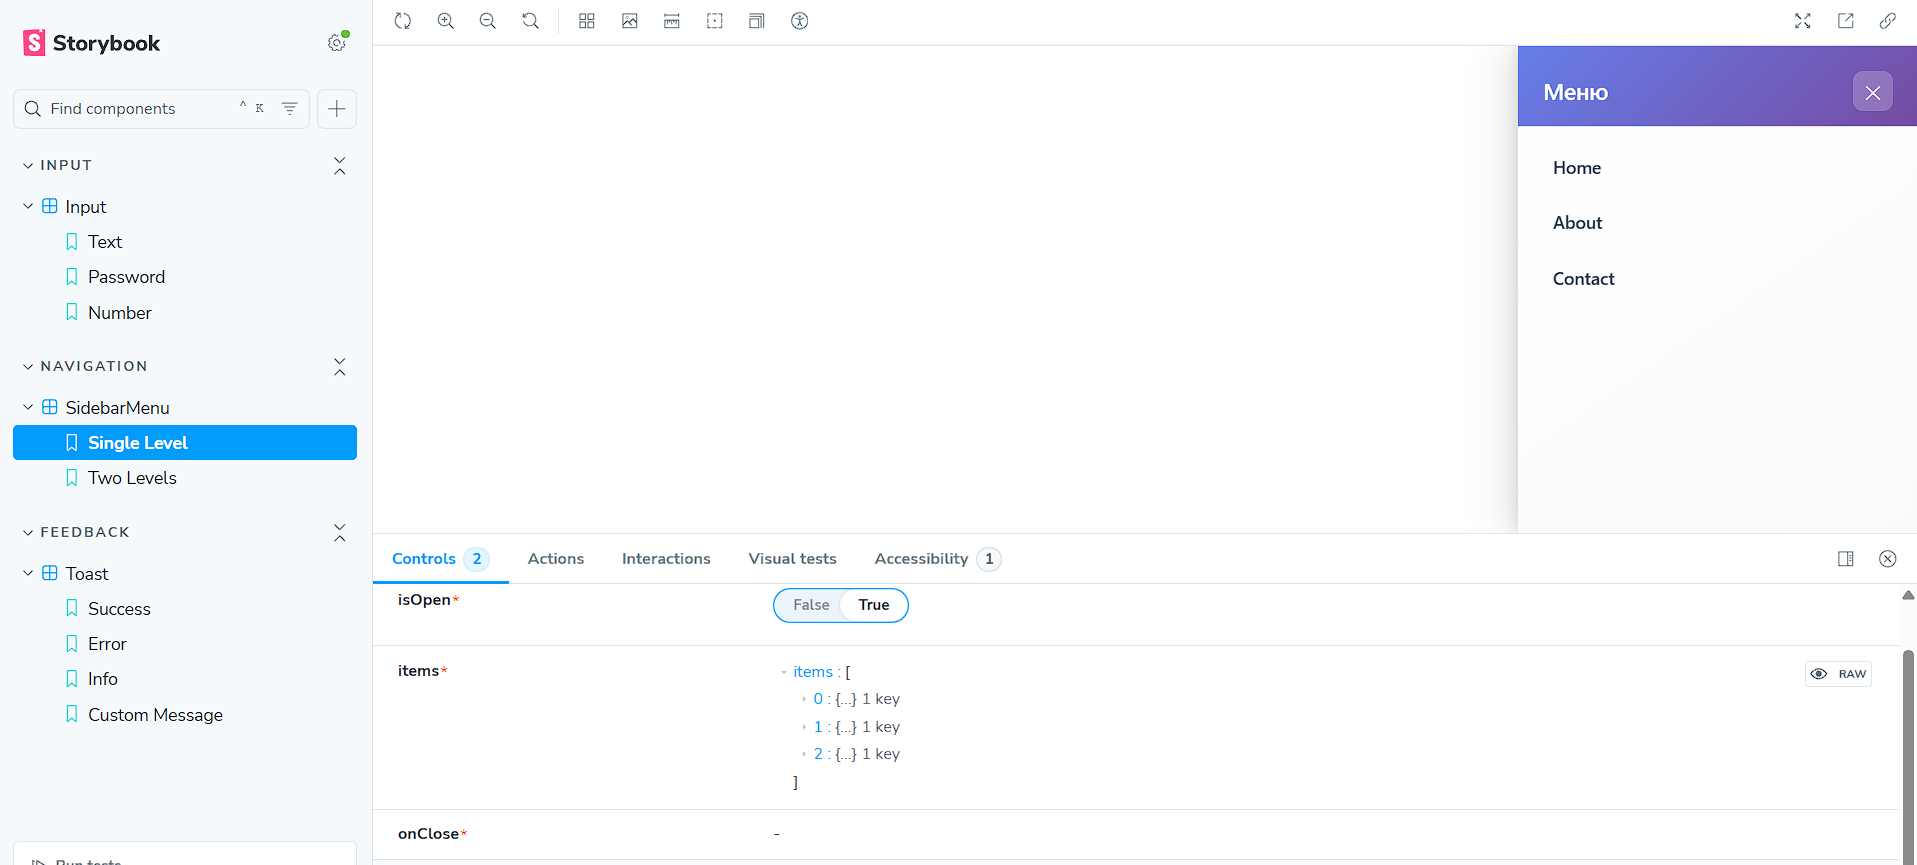 Storybook
Find components ^ K
INPUT
Input
Text
Password
Number
NAVIGATION
SidebarMenu
Single Level
Two Levels
FEEDBACK
Toast
Success
Error
Info
Custom Message
Run tests
Меню
Home
About
Contact
Controls 2 Actions Interactions Visual tests Accessibility 1
isOpen* False True
items* items : [ RAW
0 : {...} 1 key
1 : {...} 1 key
2 : {...} 1 key
]
onClose* -